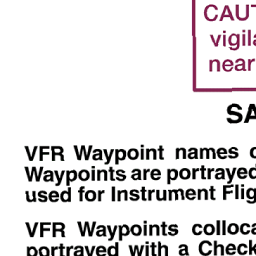 CAUT
vigila
near
SA
VFR Waypoint names c
Waypoints are portrayed
used for Instrument Flig
VFR Waypoints colloca
portrayed with a Check